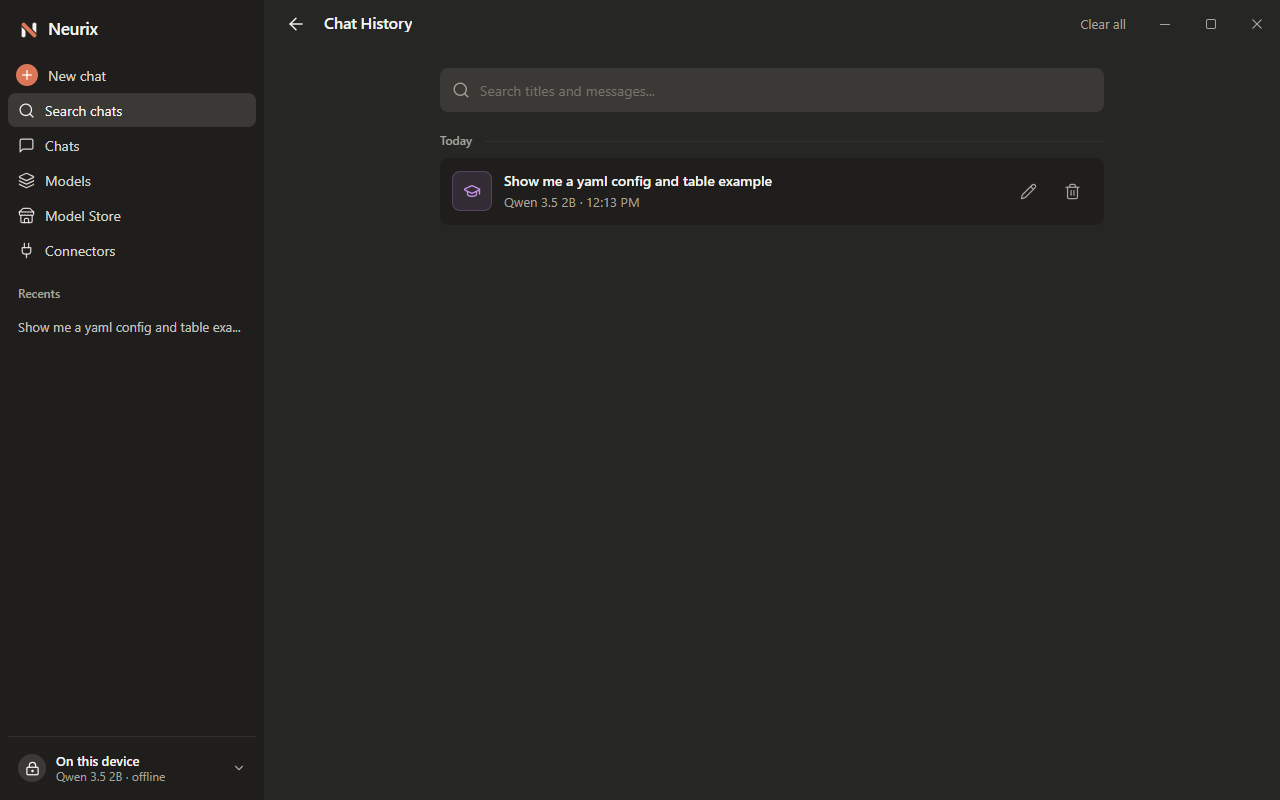 Neurix
New chat
Search chats
Chats
Models
Model Store
Connectors
Recents
Show me a yaml config and table exa...
On this device
Qwen 3.5 2B · offline
Chat History
Clear all
Search titles and messages...
Today
Show me a yaml config and table example
Qwen 3.5 2B · 12:13 PM